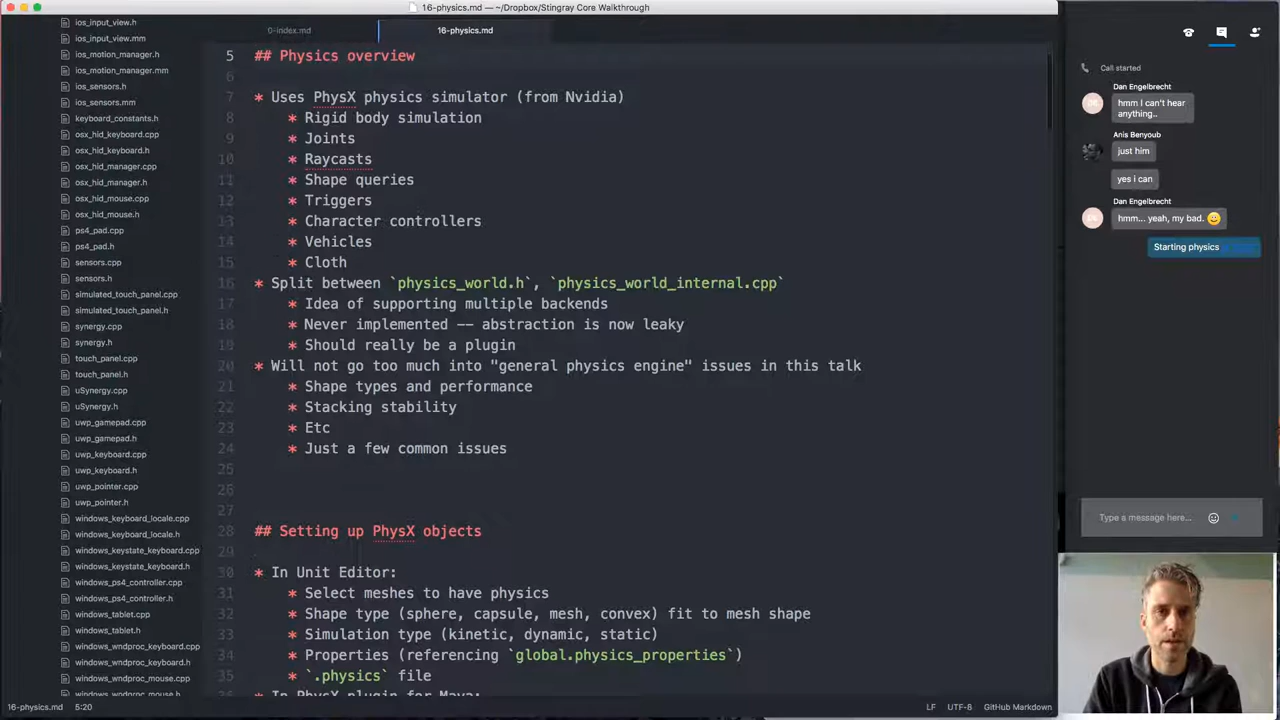 16-physics.md — ~/Dropbox/Stingray Core Walkthrough
ios_input_view.h
ios_input_view.mm
ios_motion_manager.h
ios_motion_manager.mm
ios_sensors.h
ios_sensors.mm
keyboard_constants.h
osx_hid_keyboard.cpp
osx_hid_keyboard.h
osx_hid_manager.cpp
osx_hid_manager.h
osx_hid_mouse.cpp
osx_hid_mouse.h
ps4_pad.cpp
ps4_pad.h
sensors.cpp
sensors.h
simulated_touch_panel.cpp
simulated_touch_panel.h
synergy.cpp
synergy.h
touch_panel.cpp
touch_panel.h
uSynergy.cpp
uSynergy.h
uwp_gamepad.cpp
uwp_gamepad.h
uwp_keyboard.cpp
uwp_keyboard.h
uwp_pointer.cpp
uwp_pointer.h
windows_keyboard_locale.cpp
windows_keyboard_locale.h
windows_keystate_keyboard.cpp
windows_keystate_keyboard.h
windows_ps4_controller.cpp
windows_ps4_controller.h
windows_tablet.cpp
windows_tablet.h
windows_wndproc_keyboard.cpp
windows_wndproc_keyboard.h
windows_wndproc_mouse.cpp
windows_wndproc_mouse.h
0-index.md
16-physics.md
5 ## Physics overview
6
7 * Uses PhysX physics simulator (from Nvidia)
8 * Rigid body simulation
9 * Joints
10 * Raycasts
11 * Shape queries
12 * Triggers
13 * Character controllers
14 * Vehicles
15 * Cloth
16 * Split between `physics_world.h`, `physics_world_internal.cpp`
17 * Idea of supporting multiple backends
18 * Never implemented -- abstraction is now leaky
19 * Should really be a plugin
20 * Will not go too much into "general physics engine" issues in this talk
21 * Shape types and performance
22 * Stacking stability
23 * Etc
24 * Just a few common issues
25
26
27
28 ## Setting up PhysX objects
29
30 * In Unit Editor:
31 * Select meshes to have physics
32 * Shape type (sphere, capsule, mesh, convex) fit to mesh shape
33 * Simulation type (kinetic, dynamic, static)
34 * Properties (referencing `global.physics_properties`)
35 * `.physics` file
36 * In PhysX plugin for Maya:
16-physics.md 5:20
LF UTF-8 GitHub Markdown
Call started
Dan Engelbrecht
hmm I can't hear
anything..
Anis Benyoub
just him
yes i can
Dan Engelbrecht
hmm... yeah, my bad. 😀
Starting physics
Type a message here...